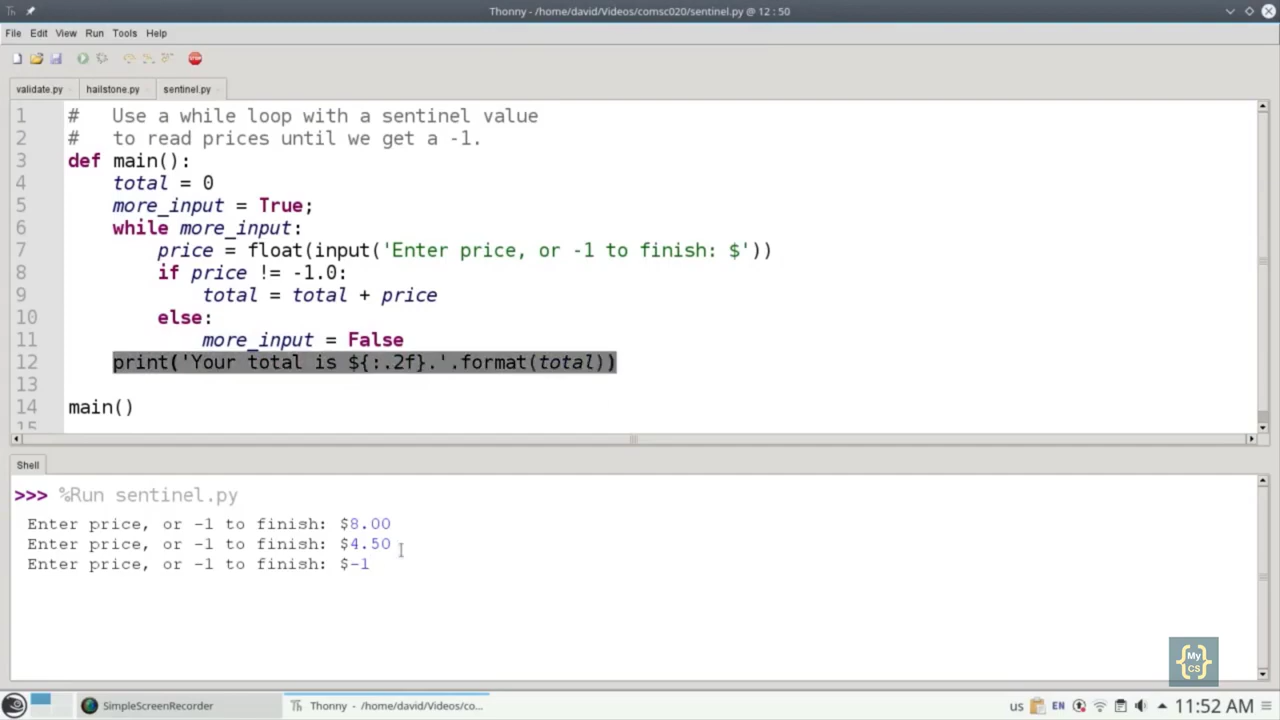 Thonny - /home/david/Videos/comsc020/sentinel.py @ 12 : 50
File Edit View Run Tools Help
STOP
validate.py hailstone.py sentinel.py
1 # Use a while loop with a sentinel value
2 # to read prices until we get a -1.
3 def main():
4 total = 0
5 more_input = True;
6 while more_input:
7 price = float(input('Enter price, or -1 to finish: $'))
8 if price != -1.0:
9 total = total + price
10 else:
11 more_input = False
12 print('Your total is ${:.2f}.'.format(total))
13
14 main()
15
Shell
>>> %Run sentinel.py
Enter price, or -1 to finish: $8.00
Enter price, or -1 to finish: $4.50
Enter price, or -1 to finish: $-1
{My CS}
SimpleScreenRecorder Th Thonny - /home/david/Videos/co... us EN 11:52 AM